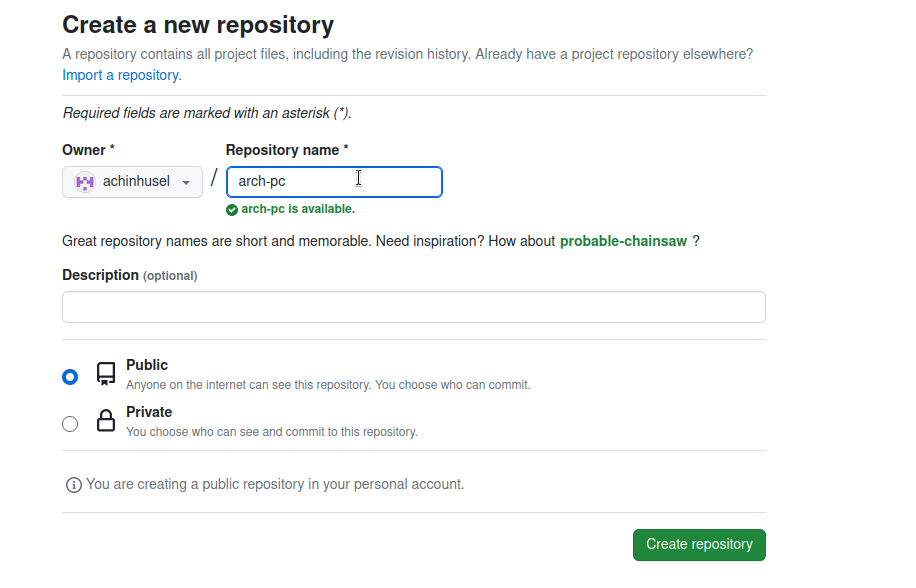 Create a new repository
A repository contains all project files, including the revision history. Already have a project repository elsewhere?
Import a repository.
Required fields are marked with an asterisk (*).
Owner * Repository name *
achinhusel / arch-pc
arch-pc is available.
Great repository names are short and memorable. Need inspiration? How about probable-chainsaw ?
Description (optional)
Public
Anyone on the internet can see this repository. You choose who can commit.
Private
You choose who can see and commit to this repository.
You are creating a public repository in your personal account.
Create repository